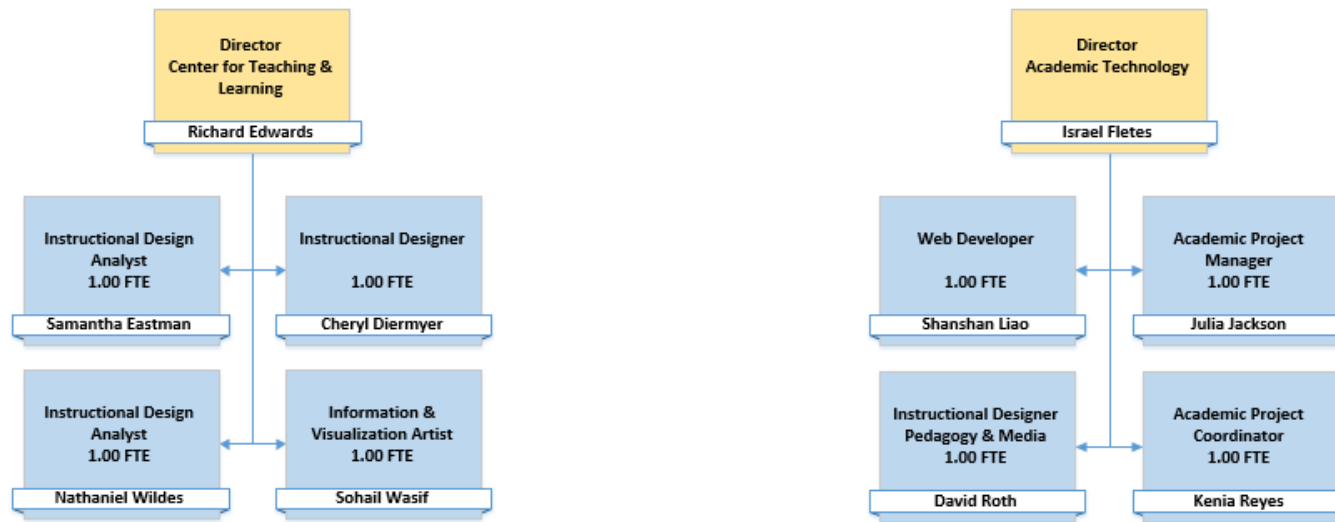 Director
Center for Teaching &
Learning
Richard Edwards
Instructional Design
Analyst
1.00 FTE
Samantha Eastman
Instructional Designer
1.00 FTE
Cheryl Diermyer
Instructional Design
Analyst
1.00 FTE
Nathaniel Wildes
Information &
Visualization Artist
1.00 FTE
Sohail Wasif
Director
Academic Technology
Israel Fletes
Web Developer
1.00 FTE
Shanshan Liao
Academic Project
Manager
1.00 FTE
Julia Jackson
Instructional Designer
Pedagogy & Media
1.00 FTE
David Roth
Academic Project
Coordinator
1.00 FTE
Kenia Reyes